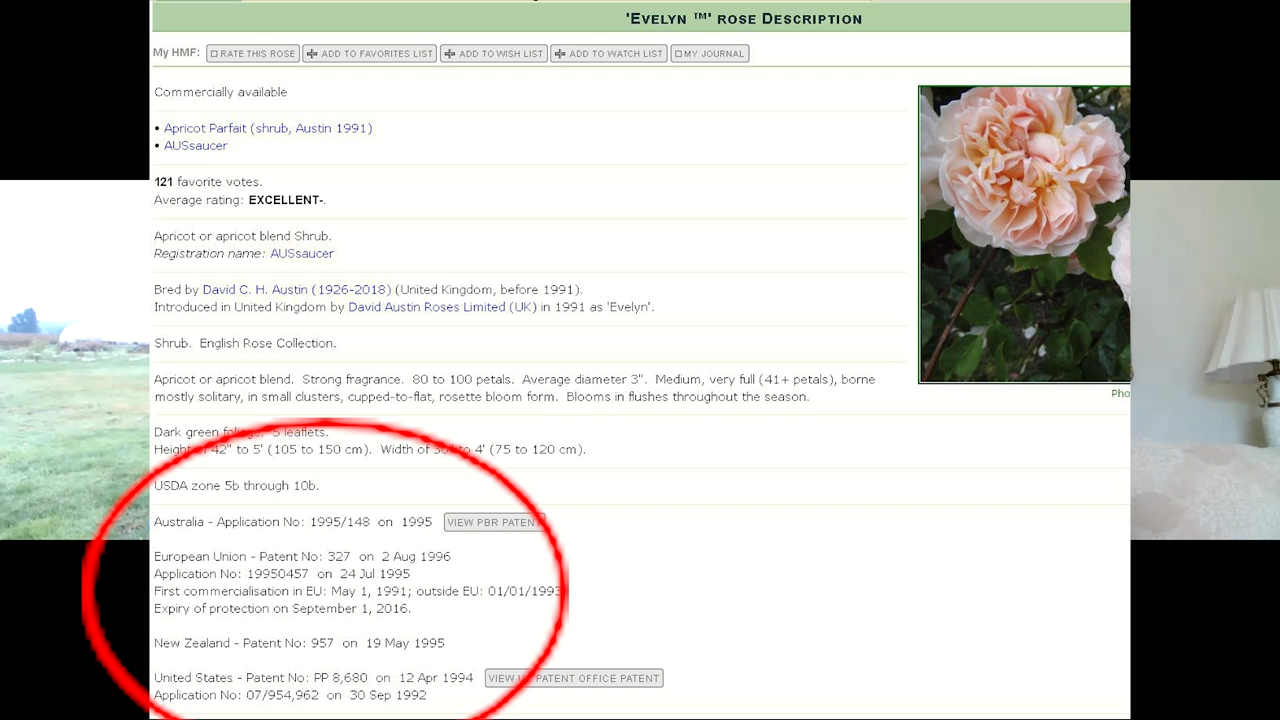 'EVELYN ™' ROSE DESCRIPTION
My HMF: RATE THIS ROSE ADD TO FAVORITES LIST ADD TO WISH LIST ADD TO WATCH LIST MY JOURNAL
Commercially available
• Apricot Parfait (shrub, Austin 1991)
• AUSsaucer
121 favorite votes.
Average rating: EXCELLENT-.
Apricot or apricot blend Shrub.
Registration name: AUSsaucer
Bred by David C. H. Austin (1926-2018) (United Kingdom, before 1991).
Introduced in United Kingdom by David Austin Roses Limited (UK) in 1991 as 'Evelyn'.
Shrub. English Rose Collection.
Apricot or apricot blend. Strong fragrance. 80 to 100 petals. Average diameter 3". Medium, very full (41+ petals), borne
mostly solitary, in small clusters, cupped-to-flat, rosette bloom form. Blooms in flushes throughout the season.
Pho
Dark green foliage. 5 leaflets.
Height of 42" to 5' (105 to 150 cm). Width of 30" to 4' (75 to 120 cm).
USDA zone 5b through 10b.
Australia - Application No: 1995/148 on 1995 VIEW PBR PATENT
European Union - Patent No: 327 on 2 Aug 1996
Application No: 19950457 on 24 Jul 1995
First commercialisation in EU: May 1, 1991; outside EU: 01/01/1993
Expiry of protection on September 1, 2016.
New Zealand - Patent No: 957 on 19 May 1995
United States - Patent No: PP 8,680 on 12 Apr 1994 VIEW US PATENT OFFICE PATENT
Application No: 07/954,962 on 30 Sep 1992